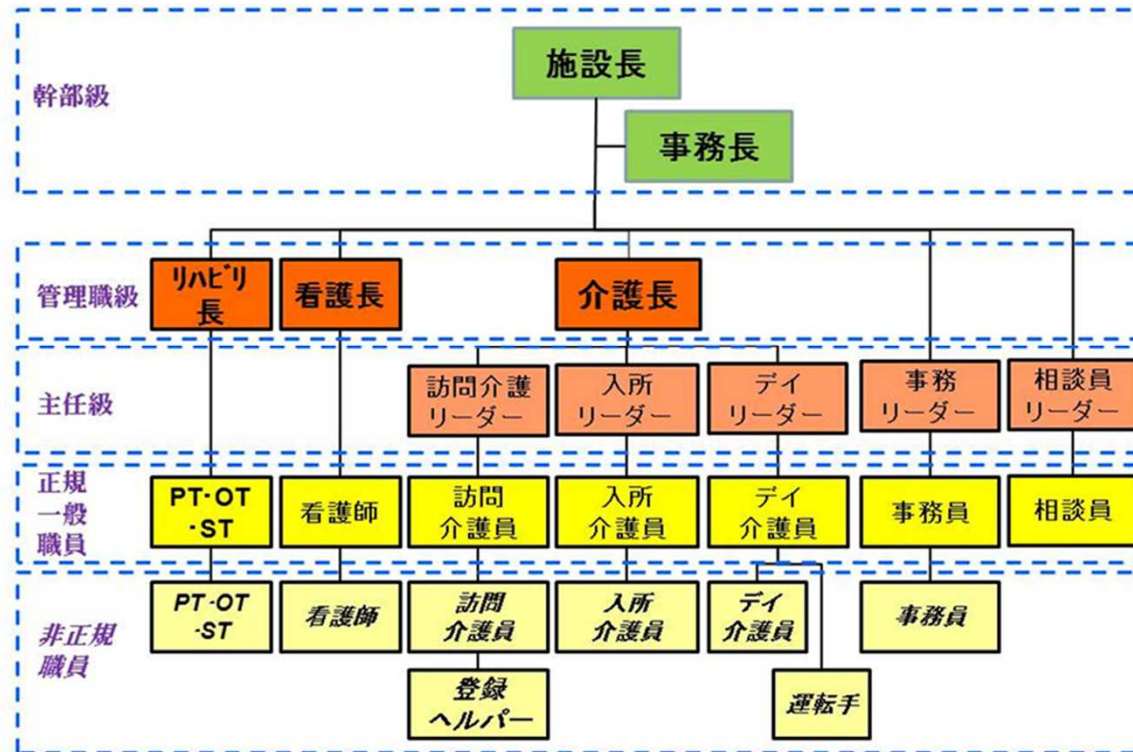 幹部級
施設長
事務長
管理職級
ﾘﾊﾋﾞﾘ
長
看護長
介護長
主任級
訪問介護
リーダー
入所
リーダー
デイ
リーダー
事務
リーダー
相談員
リーダー
正規
一般
職員
PT・OT
・ST
看護師
訪問
介護員
入所
介護員
デイ
介護員
事務員
相談員
非正規
職員
PT・OT
・ST
看護師
訪問
介護員
入所
介護員
デイ
介護員
事務員
登録
ヘルパー
運転手